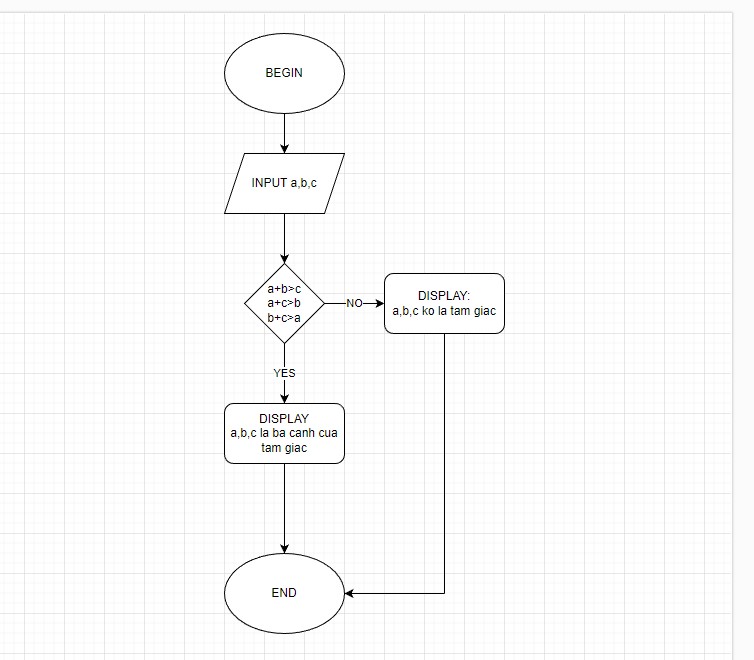 BEGIN
INPUT a,b,c
a+b>c
a+c>b
b+c>a
NO
DISPLAY:
a,b,c ko la tam giac
YES
DISPLAY
a,b,c la ba canh cua
tam giac
END